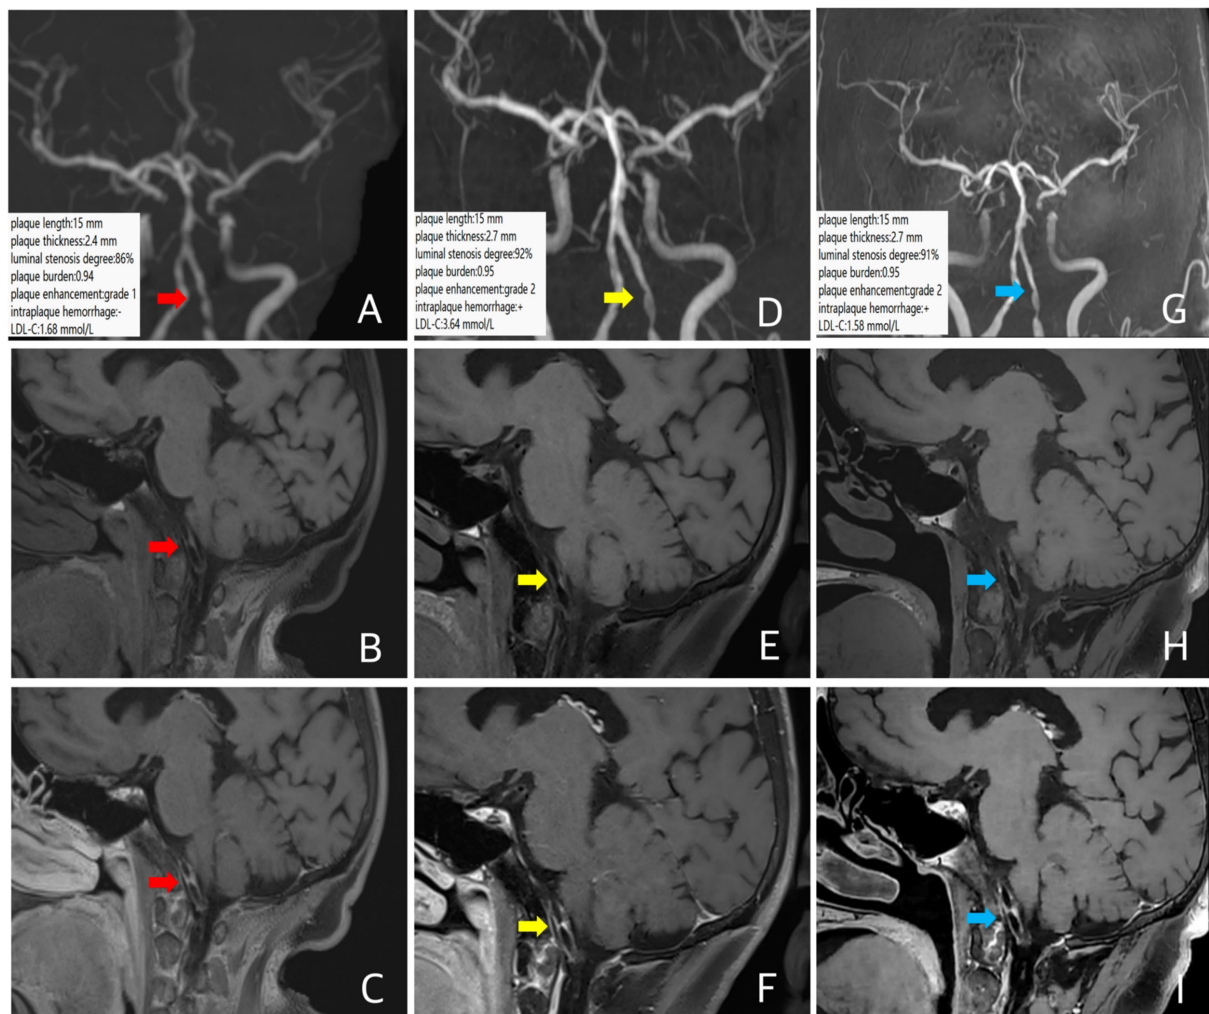 A
plaque length:15 mm
plaque thickness:2.4 mm
luminal stenosis degree:86%
plaque burden:0.94
plaque enhancement:grade 1
intraplaque hemorrhage:-
LDL-C:1.68 mmol/L
D
plaque length:15 mm
plaque thickness:2.7 mm
luminal stenosis degree:92%
plaque burden:0.95
plaque enhancement:grade 2
intraplaque hemorrhage:+
LDL-C:3.64 mmol/L
G
plaque length:15 mm
plaque thickness:2.7 mm
luminal stenosis degree:91%
plaque burden:0.95
plaque enhancement:grade 2
intraplaque hemorrhage:+
LDL-C:1.58 mmol/L
B
E
H
C
F
I